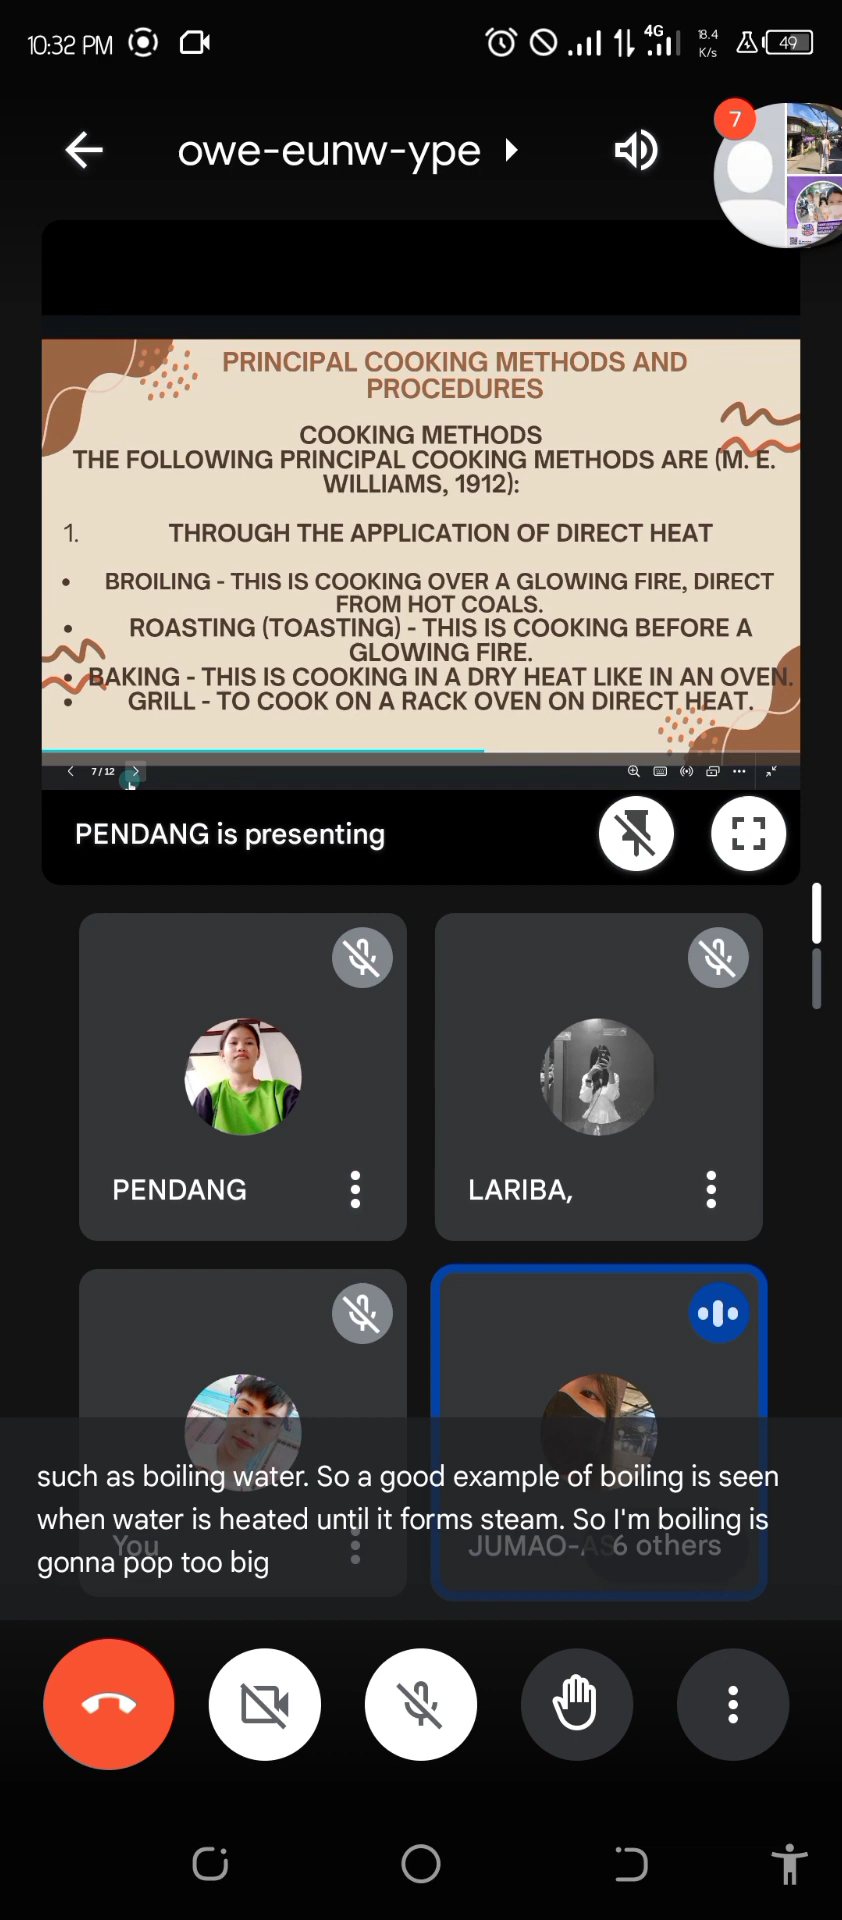 10:32 PM 4G 18.4 K/s 49
owe-eunw-ype
7
PRINCIPAL COOKING METHODS AND
PROCEDURES
COOKING METHODS
THE FOLLOWING PRINCIPAL COOKING METHODS ARE (M. E.
WILLIAMS, 1912):
1. THROUGH THE APPLICATION OF DIRECT HEAT
• BROILING - THIS IS COOKING OVER A GLOWING FIRE, DIRECT
FROM HOT COALS.
• ROASTING (TOASTING) - THIS IS COOKING BEFORE A
GLOWING FIRE.
• BAKING - THIS IS COOKING IN A DRY HEAT LIKE IN AN OVEN.
• GRILL - TO COOK ON A RACK OVEN ON DIRECT HEAT.
7 / 12
PENDANG is presenting
PENDANG
LARIBA,
such as boiling water. So a good example of boiling is seen
when water is heated until it forms steam. So I'm boiling is
gonna pop too big
You
JUMAO-AS
6 others